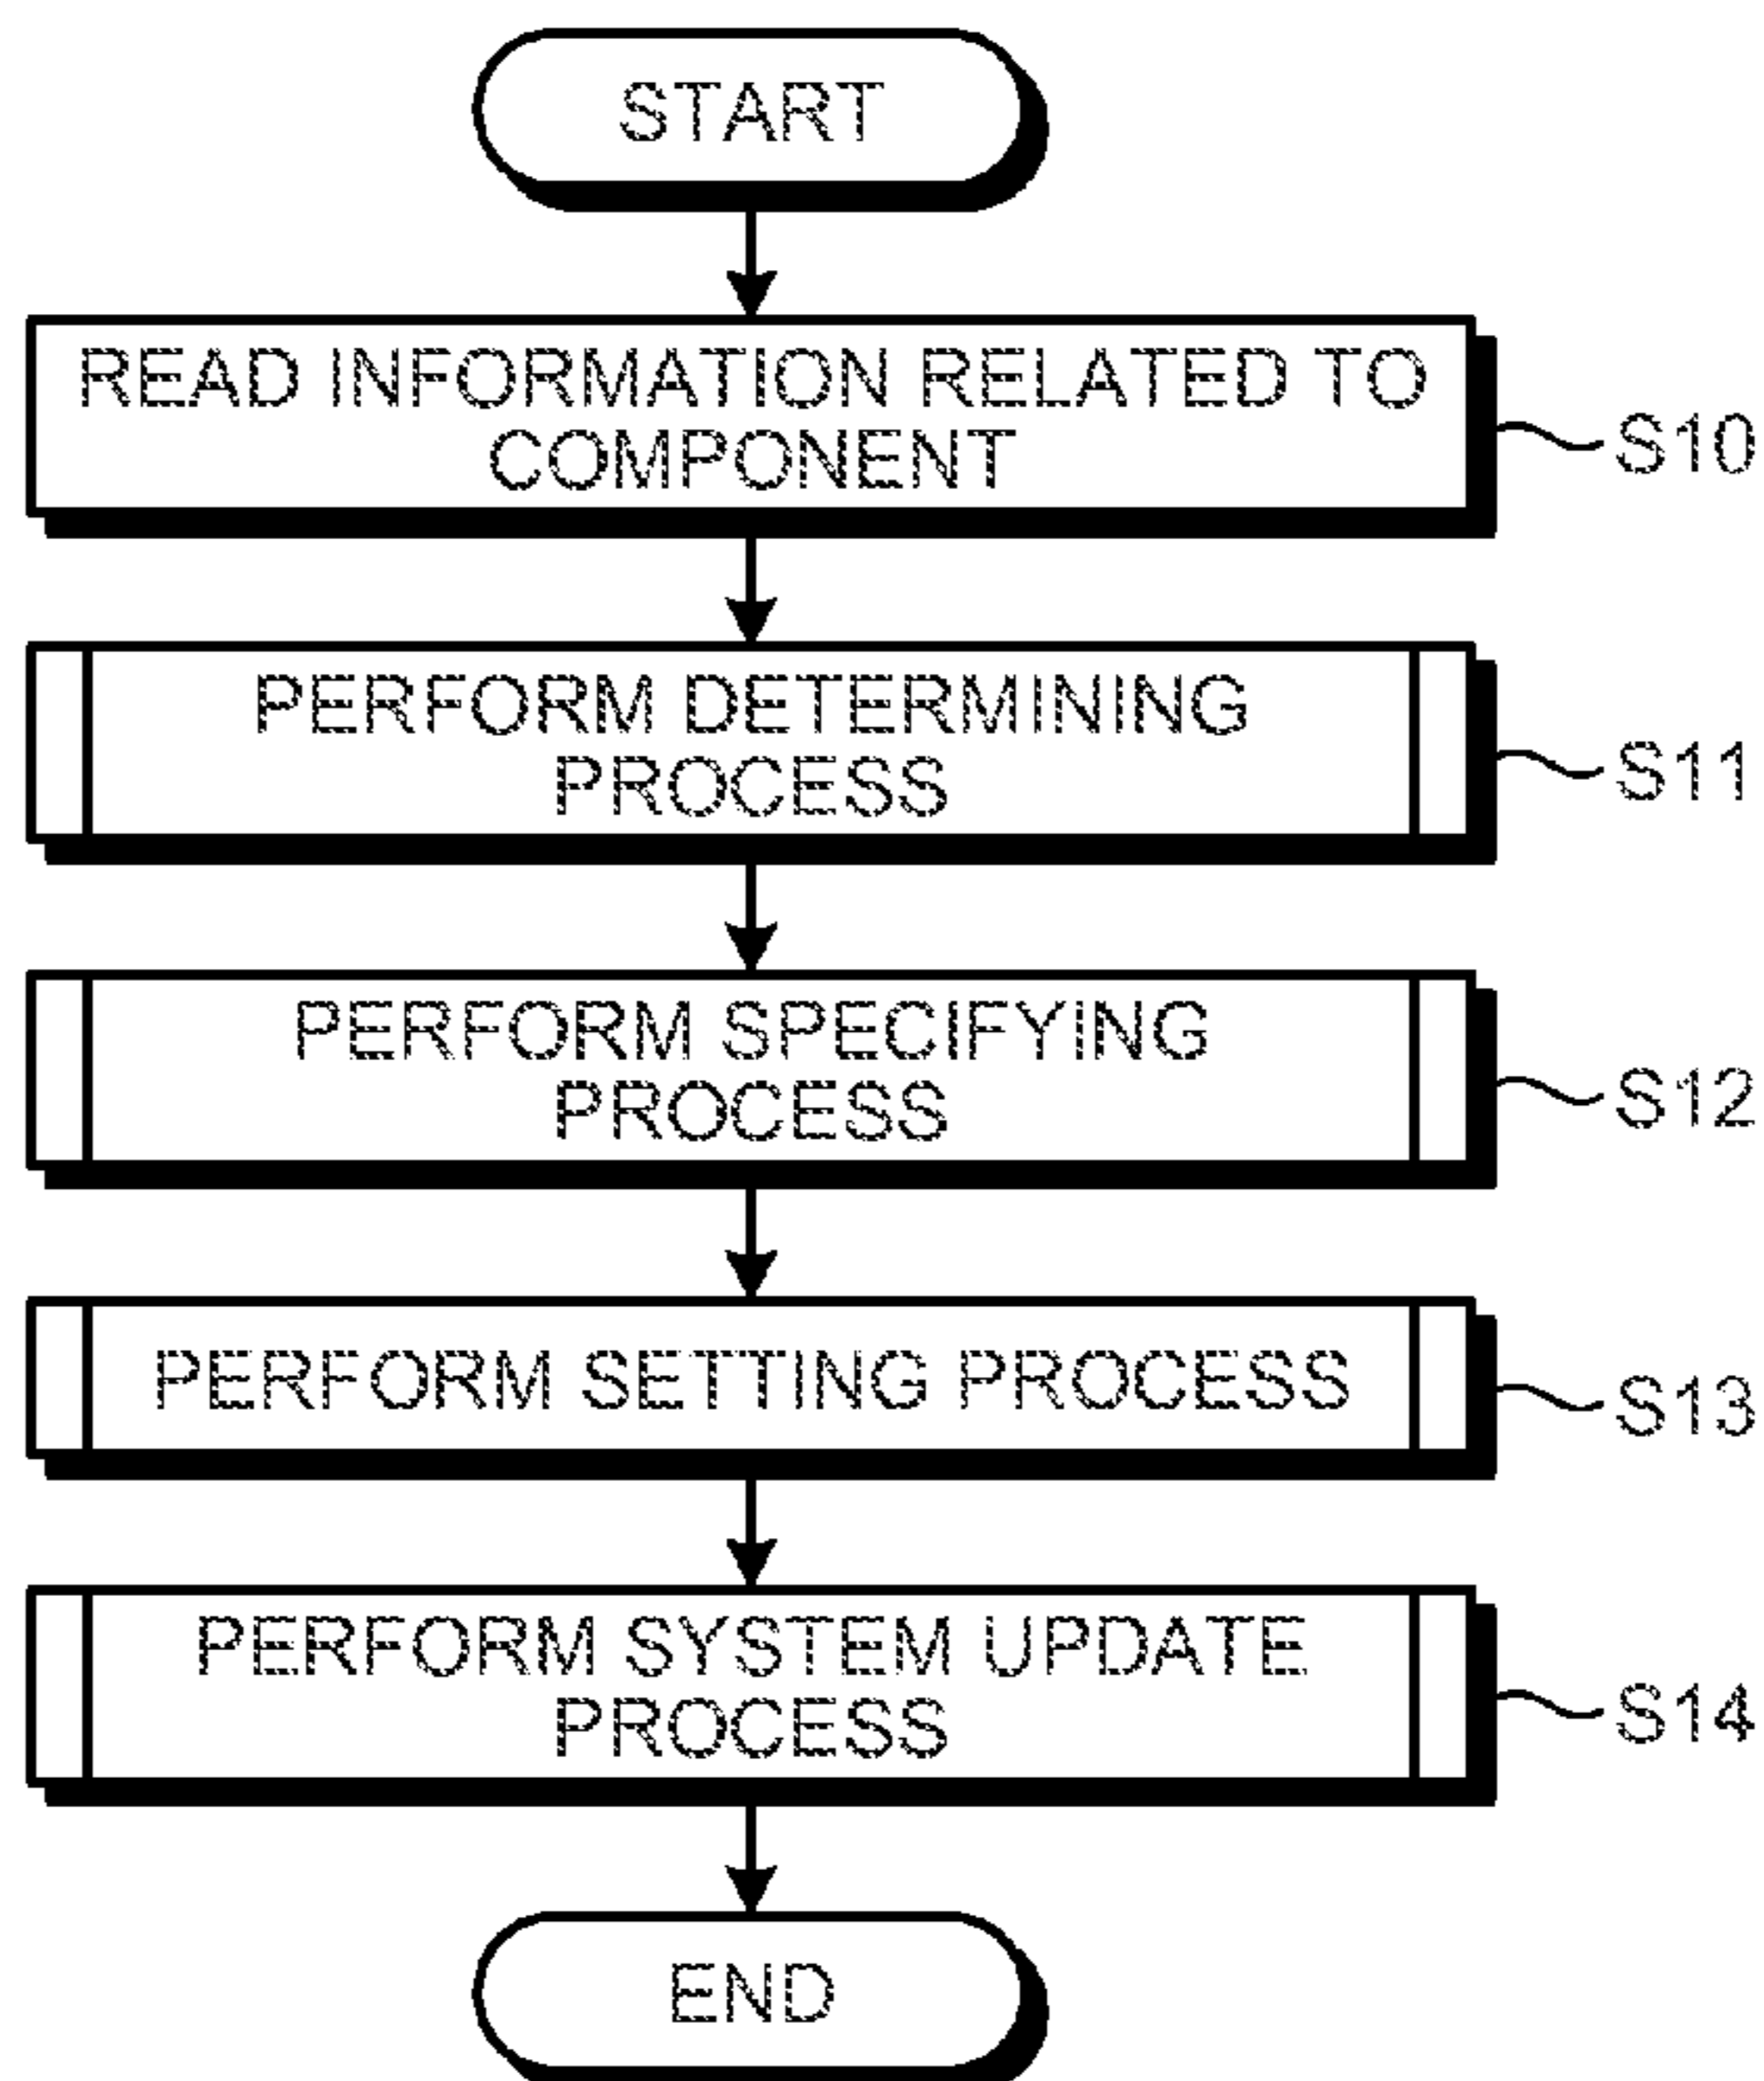 START
READ INFORMATION RELATED TO
COMPONENT
S10
PERFORM DETERMINING
PROCESS
S11
PERFORM SPECIFYING
PROCESS
S12
PERFORM SETTING PROCESS
S13
PERFORM SYSTEM UPDATE
PROCESS
S14
END